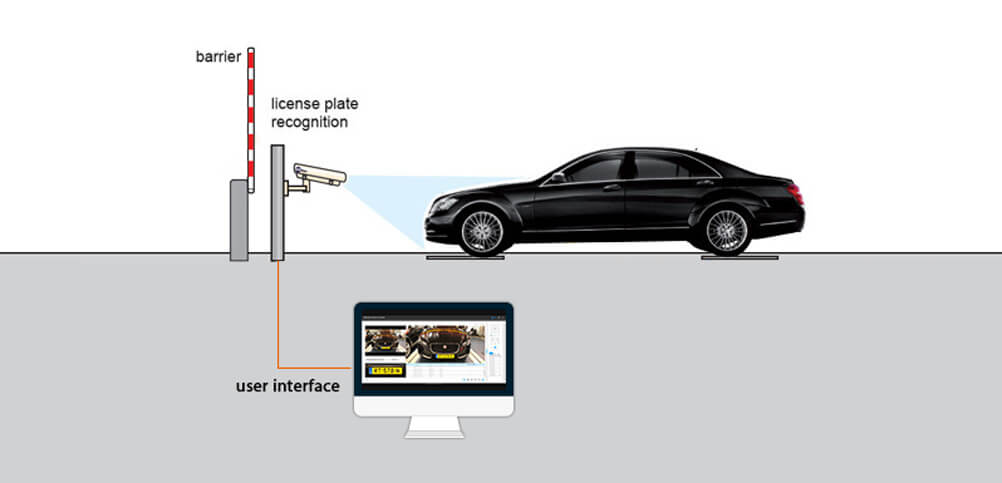 barrier
license plate
recognition
user interface